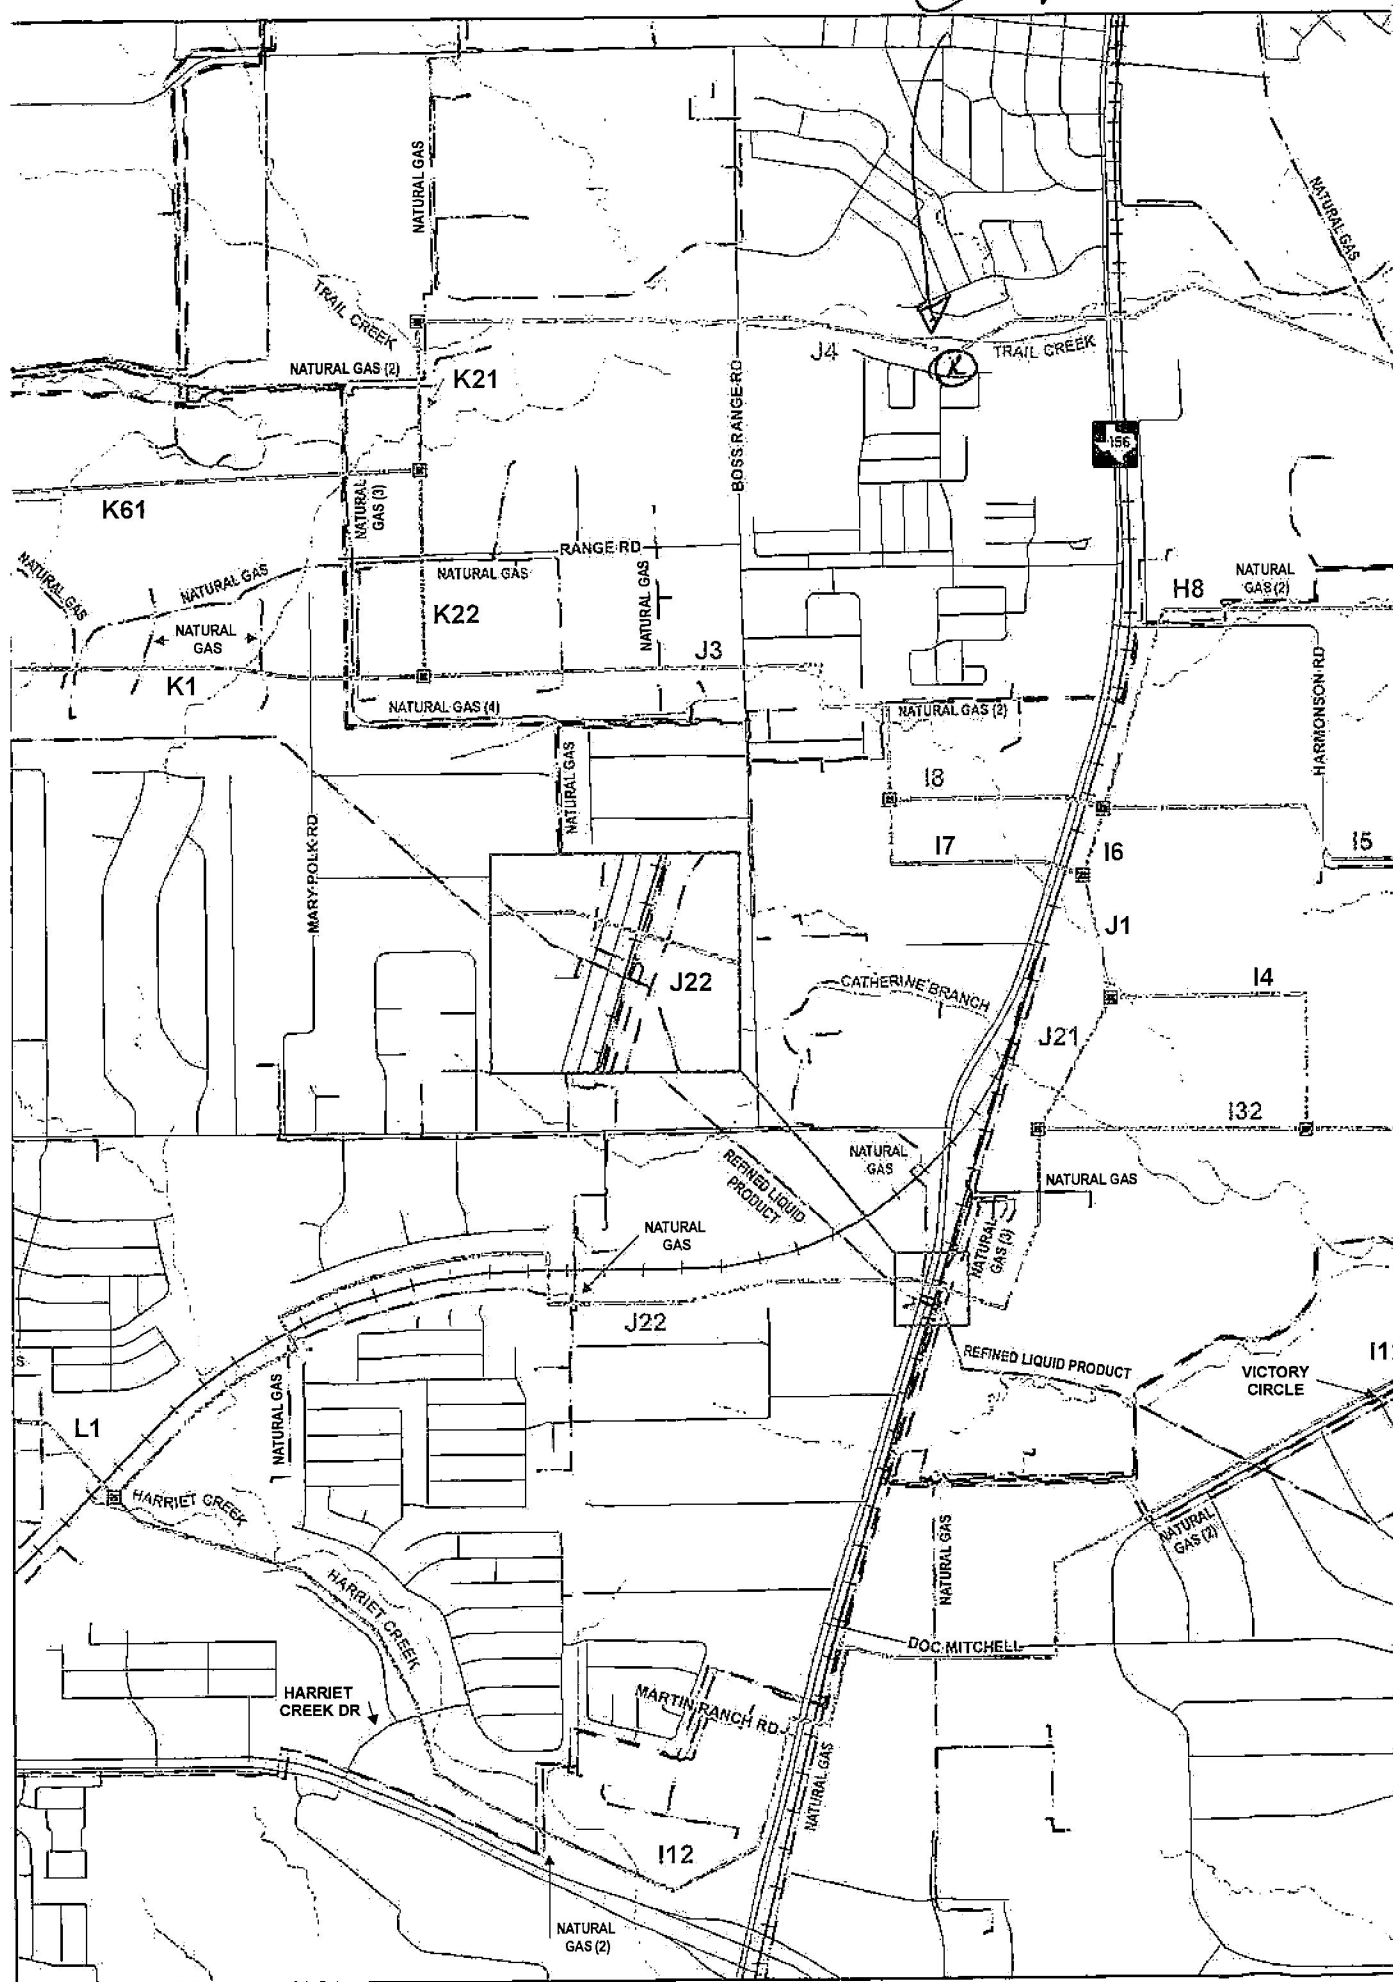 NATURAL GAS
NATURAL GAS
TRAIL CREEK
NATURAL GAS (2)
K21
J4
X
TRAIL CREEK
BOSS RANGE RD
156
K61
NATURAL
GAS (3)
NATURAL GAS
NATURAL GAS
RANGE RD
NATURAL GAS
NATURAL GAS
NATURAL
GAS (2)
H8
NATURAL
GAS
K22
J3
K1
HARMONSON RD
NATURAL GAS (4)
NATURAL GAS (2)
NATURAL GAS
I8
MARY POLK RD
I7
I6
I5
J1
J22
CATHERINE BRANCH
I4
J21
I32
REFINED LIQUID
PRODUCT
NATURAL
GAS
NATURAL GAS
NATURAL
GAS
NATURAL
GAS (3)
J22
REFINED LIQUID PRODUCT
VICTORY
CIRCLE
NATURAL GAS
L1
HARRIET CREEK
NATURAL GAS
NATURAL
GAS (2)
HARRIET CREEK
DOC MITCHELL
HARRIET
CREEK DR
MARTIN RANCH RD
NATURAL GAS
I12
NATURAL
GAS (2)